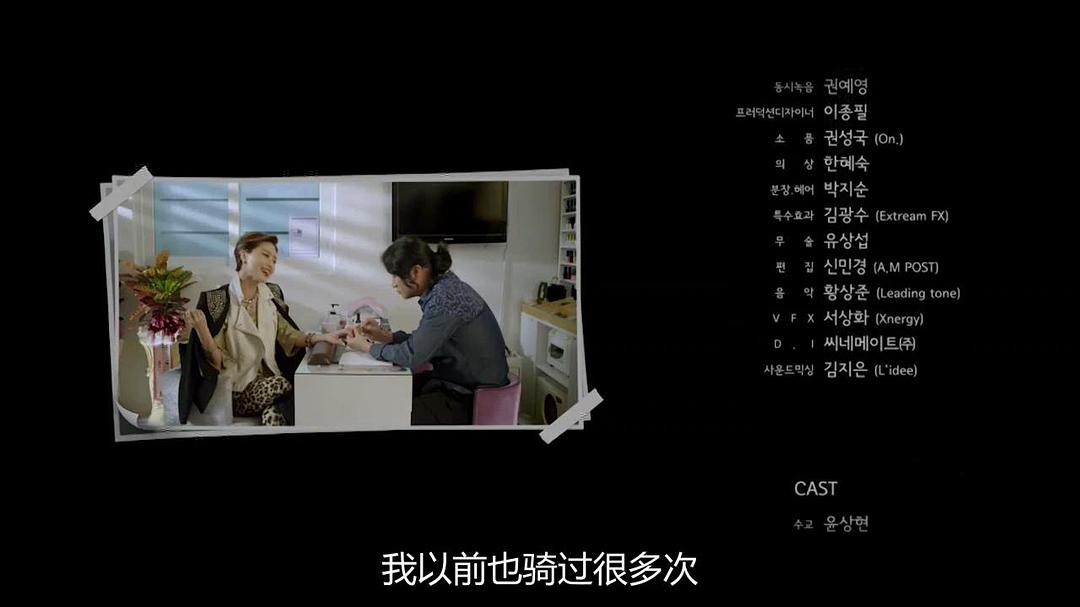 동시녹음 권예영
프러덕션디자이너 이종필
소 품 권성국 (On.)
의 상 한혜숙
분장.헤어 박지순
특수효과 김광수 (Extream FX)
무 술 유상섭
편 집 신민경 (A,M POST)
음 악 황상준 (Leading tone)
V F X 서상화 (Xnergy)
D . I 씨네메이트㈜
사운드믹싱 김지은 (L'idee)
CAST
수교 윤상현
我以前也骑过很多次